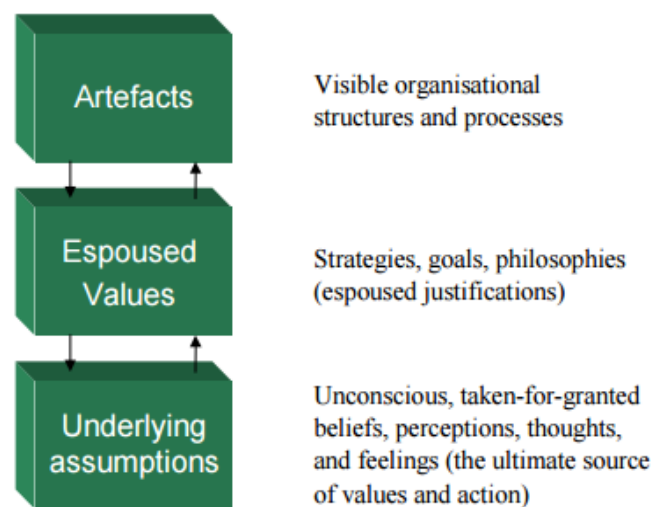 Artefacts
Visible organisational
structures and processes
Espoused
Values
Strategies, goals, philosophies
(espoused justifications)
Underlying
assumptions
Unconscious, taken-for-granted
beliefs, perceptions, thoughts,
and feelings (the ultimate source
of values and action)